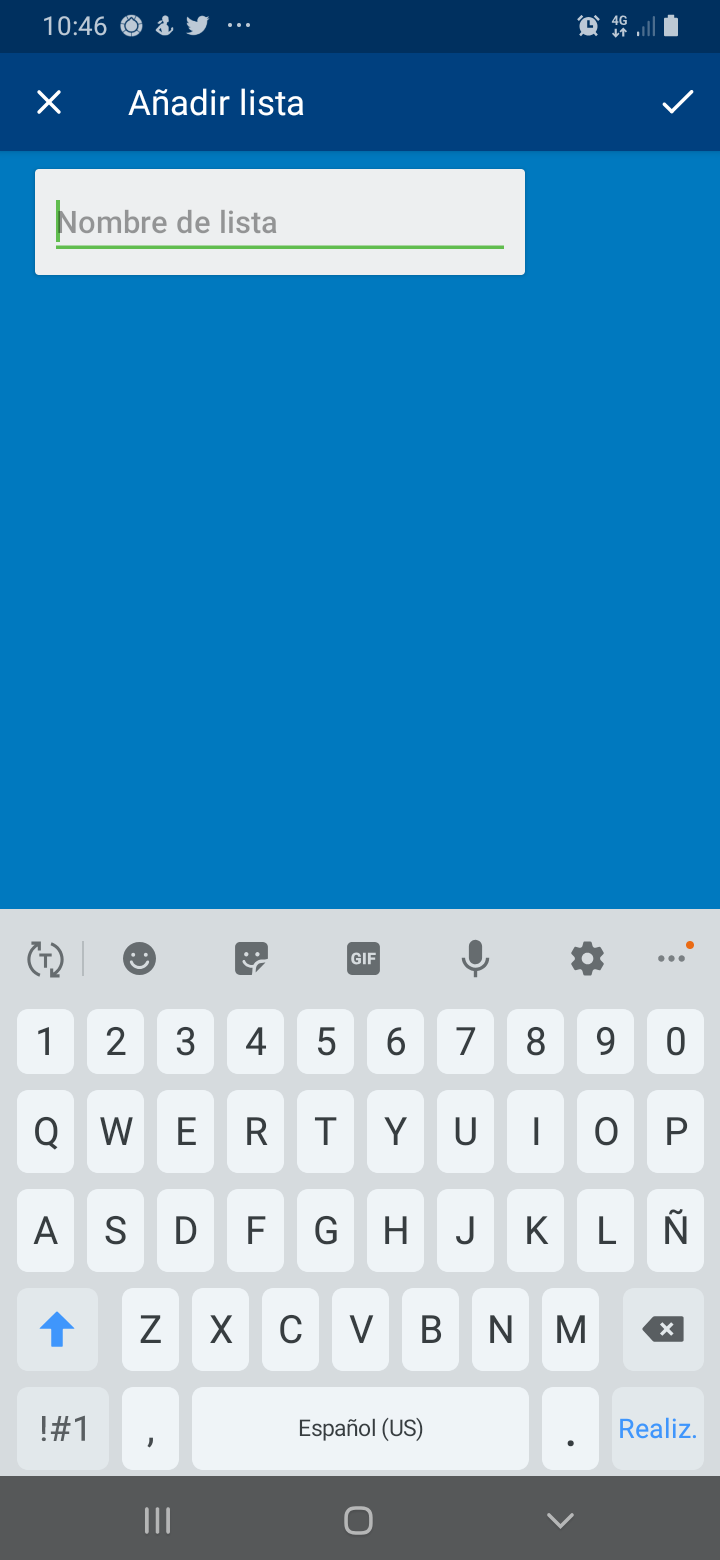 10:46 4G
Añadir lista
Nombre de lista
T GIF
1 2 3 4 5 6 7 8 9 0
Q W E R T Y U I O P
A S D F G H J K L Ñ
Z X C V B N M
!#1 , Español (US) . Realiz.